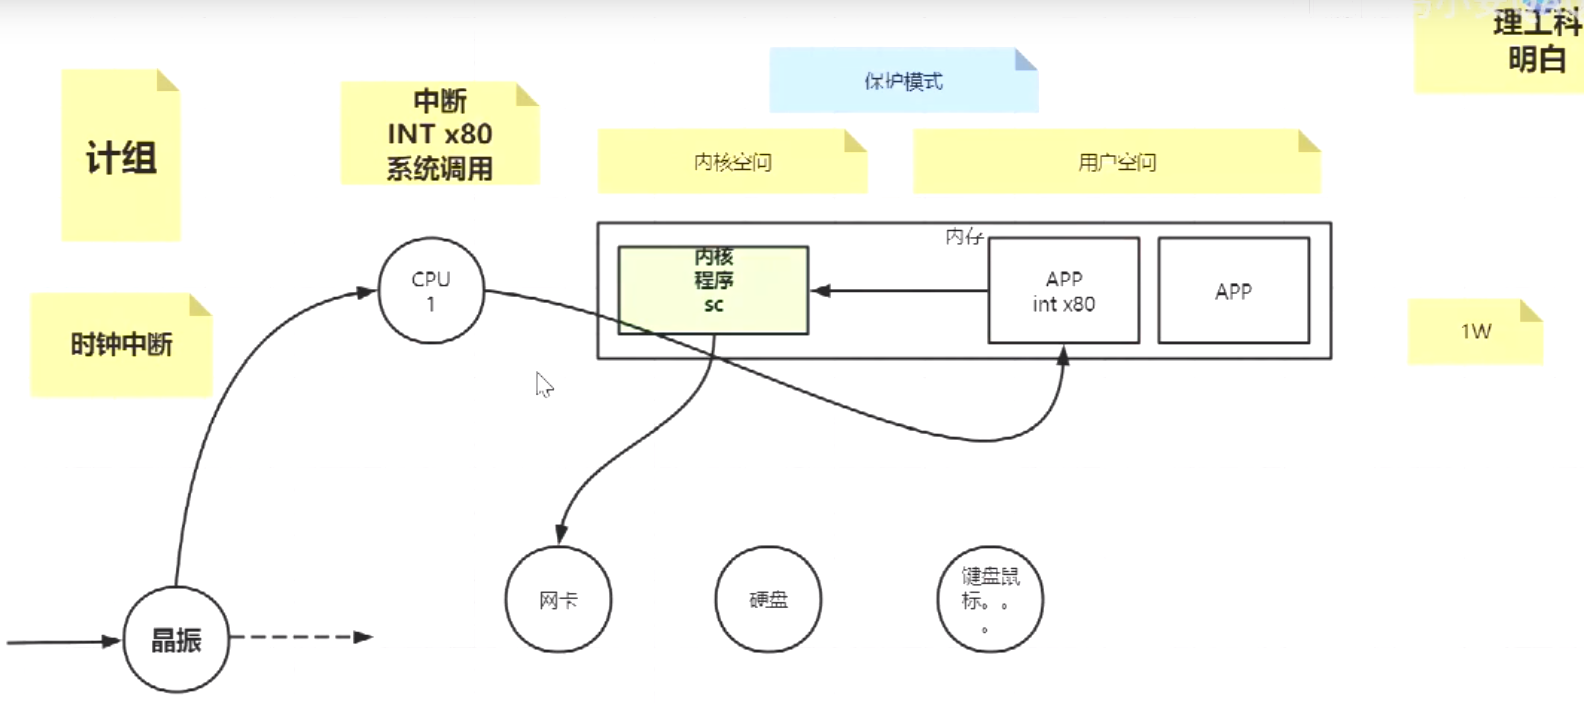 理工科
明白
保护模式
计组
中断
INT x80
系统调用
内核空间
用户空间
时钟中断
CPU
1
内存
内核
程序
sc
APP
int x80
APP
1W
晶振
网卡
硬盘
键盘鼠
标。。
。